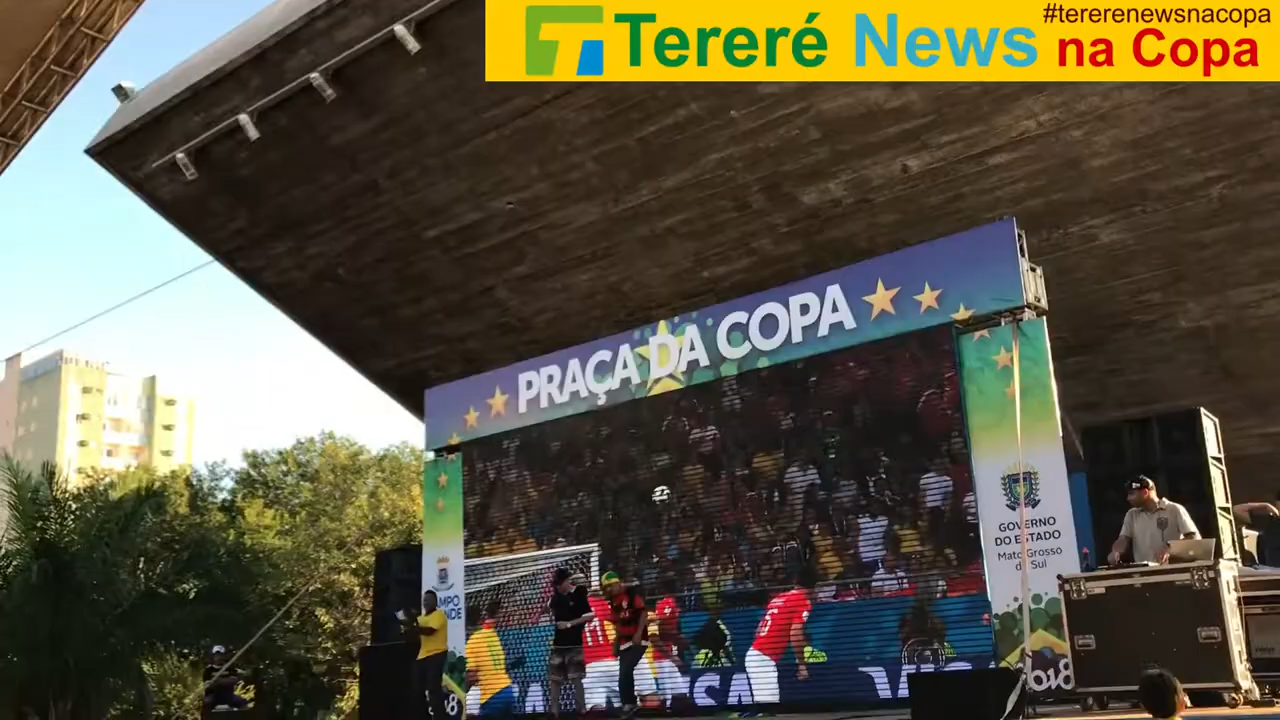 #tererenewsnacopa
Tereré News na Copa
PRAÇA DA COPA
GOVERNO
DO ESTADO
Mato Grosso
do Sul